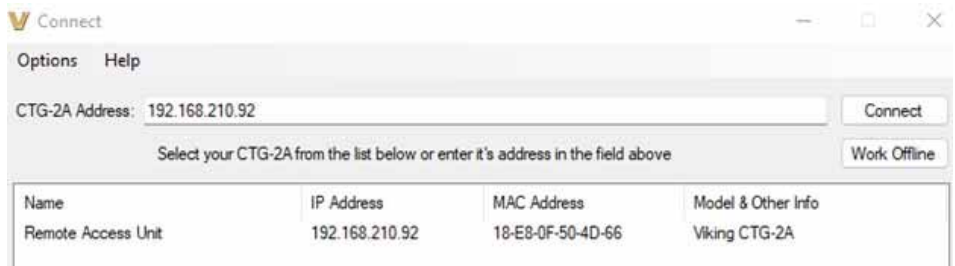 Connect
Options Help
CTG-2A Address: 192.168.210.92 Connect
Select your CTG-2A from the list below or enter it's address in the field above Work Offline
Name IP Address MAC Address Model & Other Info
Remote Access Unit 192.168.210.92 18-E8-0F-50-4D-66 Viking CTG-2A